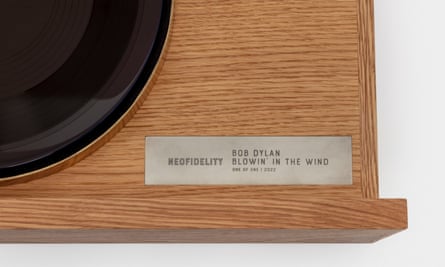 NEOFIDELITY
BOB DYLAN
BLOWIN' IN THE WIND
ONE OF ONE / 2022